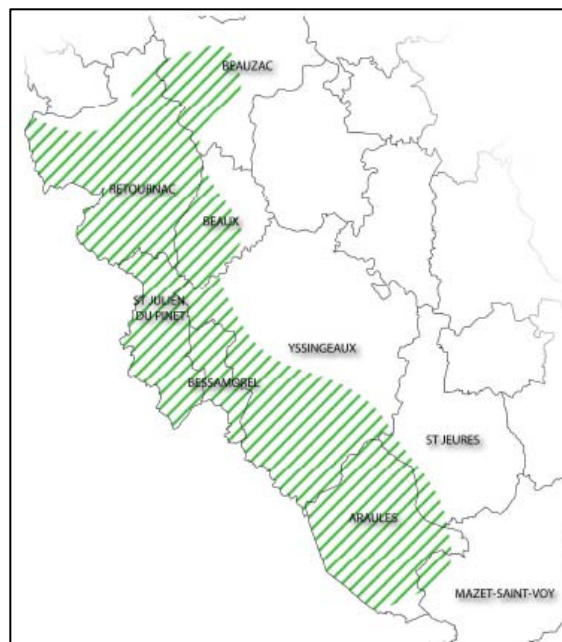 BEAUZAC
RETOURNAC
BEAUX
ST JULIEN
DU PINET
YSSINGEAUX
BESSAMOREL
ST JEURES
ARAULES
MAZET-SAINT-VOY